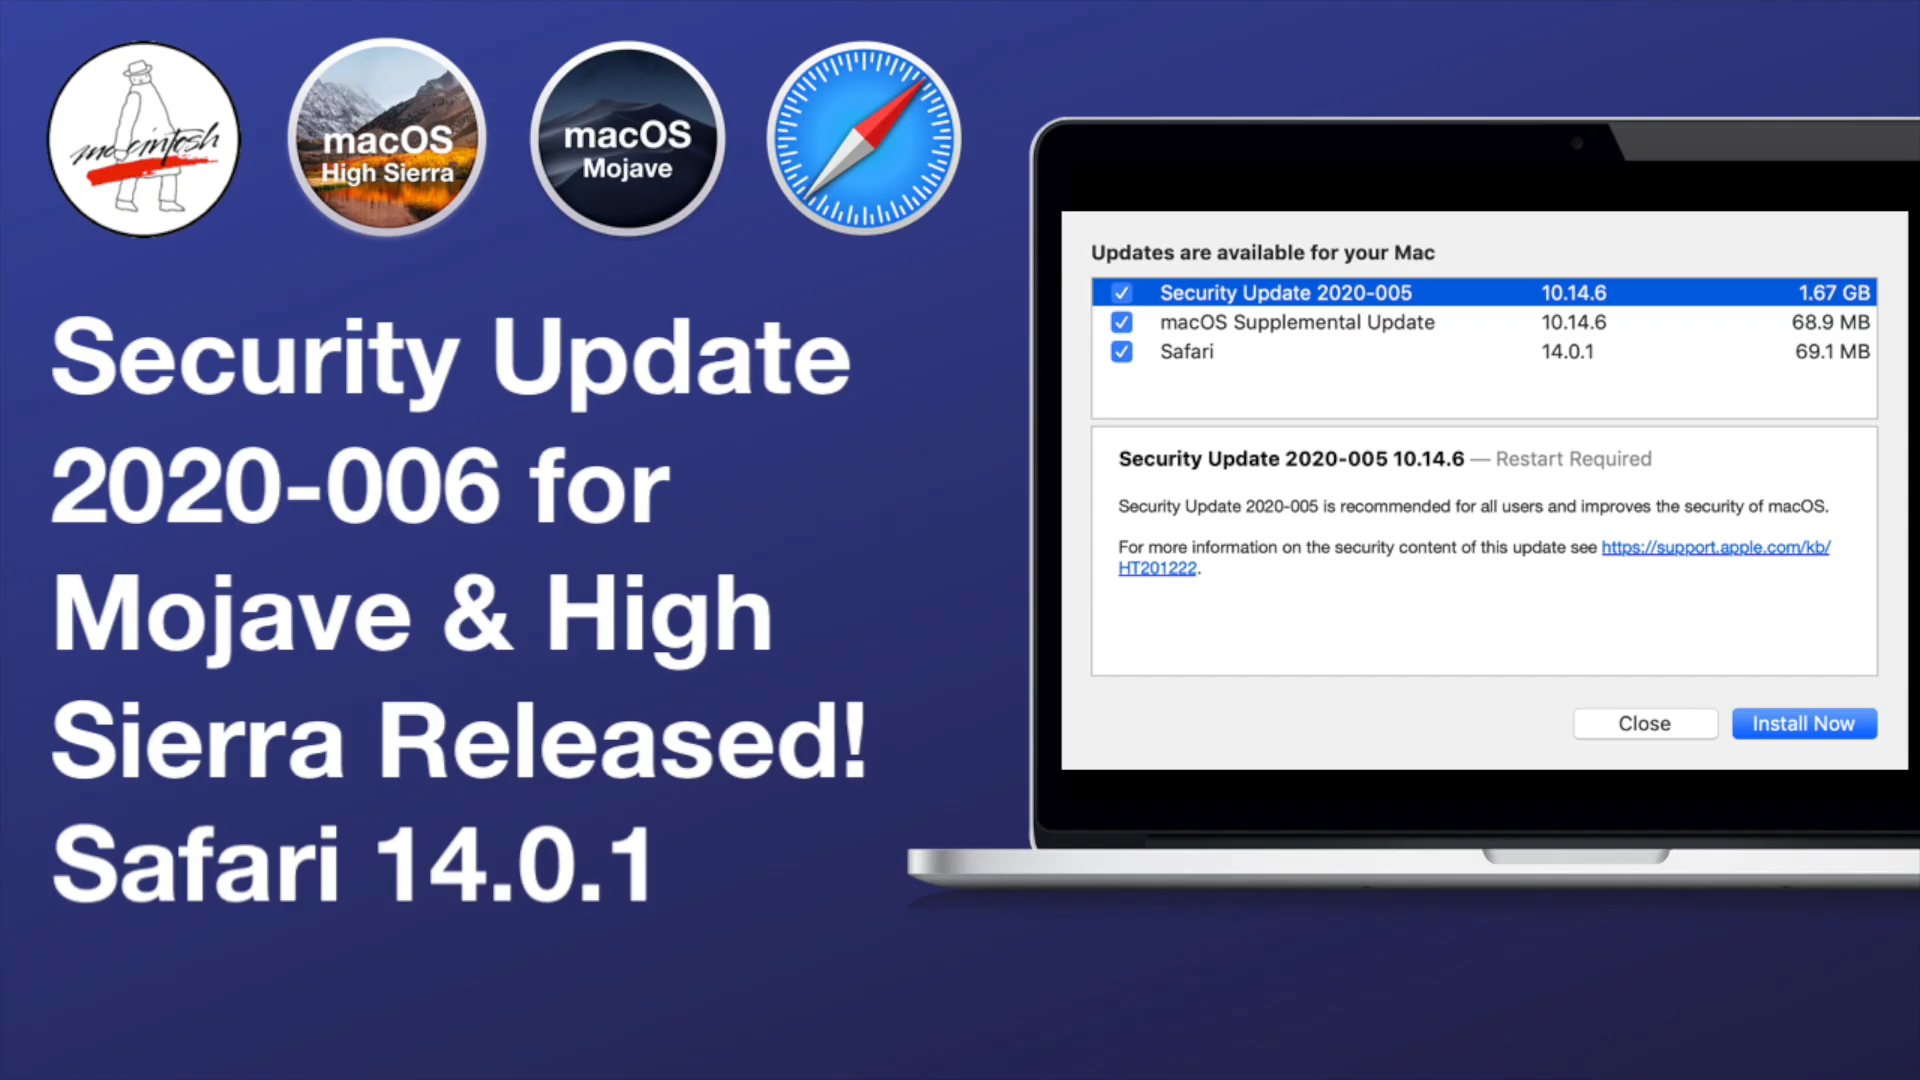 macintosh
macOS
High Sierra
macOS
Mojave
Security Update
2020-006 for
Mojave & High
Sierra Released!
Safari 14.0.1
Updates are available for your Mac
Security Update 2020-005 10.14.6 1.67 GB
macOS Supplemental Update 10.14.6 68.9 MB
Safari 14.0.1 69.1 MB
Security Update 2020-005 10.14.6 — Restart Required
Security Update 2020-005 is recommended for all users and improves the security of macOS.
For more information on the security content of this update see https://support.apple.com/kb/
HT201222.
Close Install Now